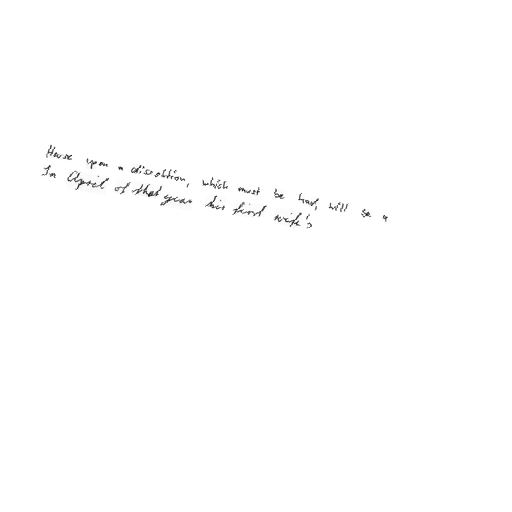 House upon a dissolution, which must be had, will be a
In April of that year his first wife's